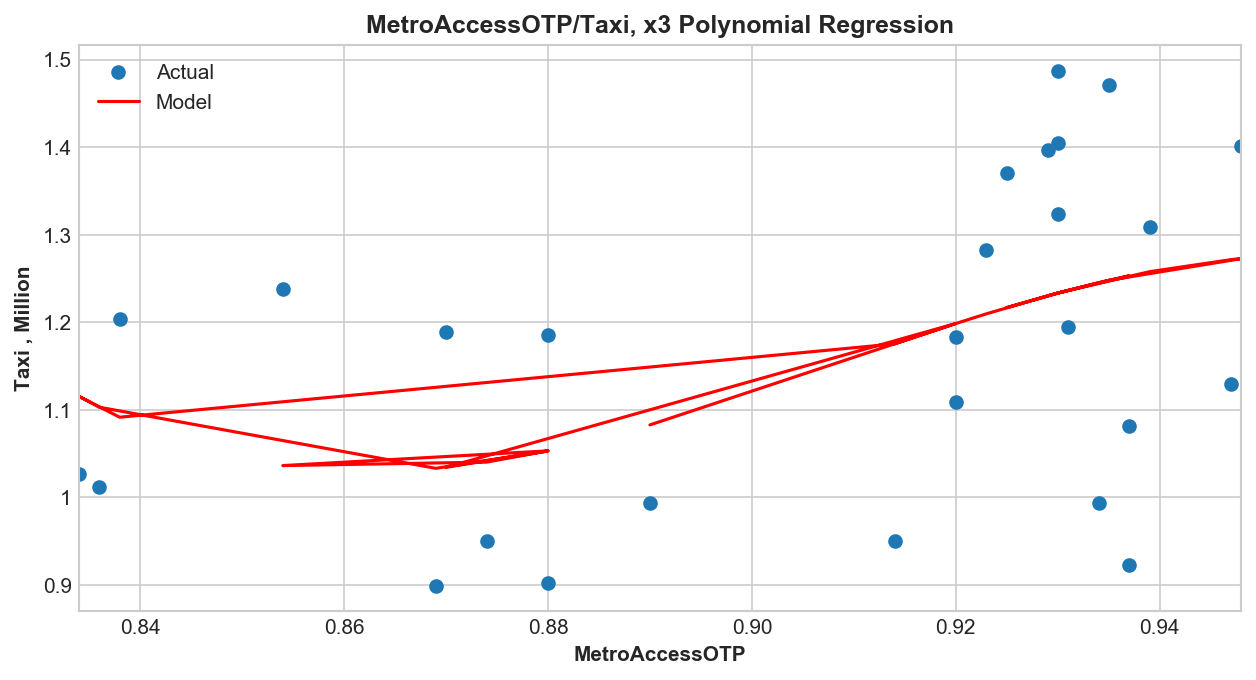 MetroAccessOTP/Taxi, x3 Polynomial Regression
Actual
Model
1.5
1.4
1.3
1.2
1.1
1
0.9
Taxi , Million
0.84 0.86 0.88 0.90 0.92 0.94
MetroAccessOTP